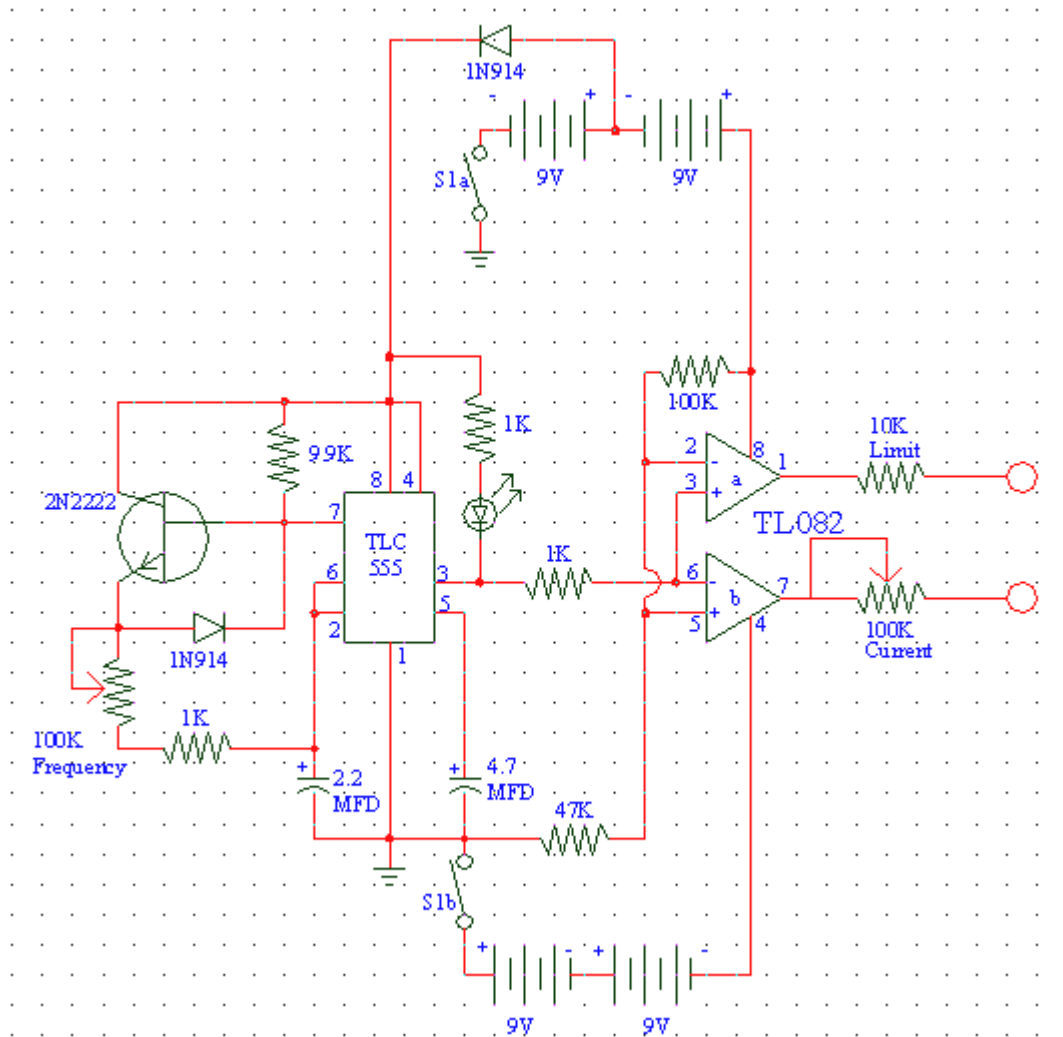 1N914
- + - +
S1a
9V 9V
100K
1K
10K
Limit
99K
8 4
2 - 8 1
a
3 +
2N2222
7
TL082
TLC
555
1K
6 3
6 - 7
b
5
2
5 + 4
1N914
1
100K
Current
1K
100K
Frequency
+ 2.2
MFD
+ 4.7
MFD
47K
S1b
+ - + -
9V 9V